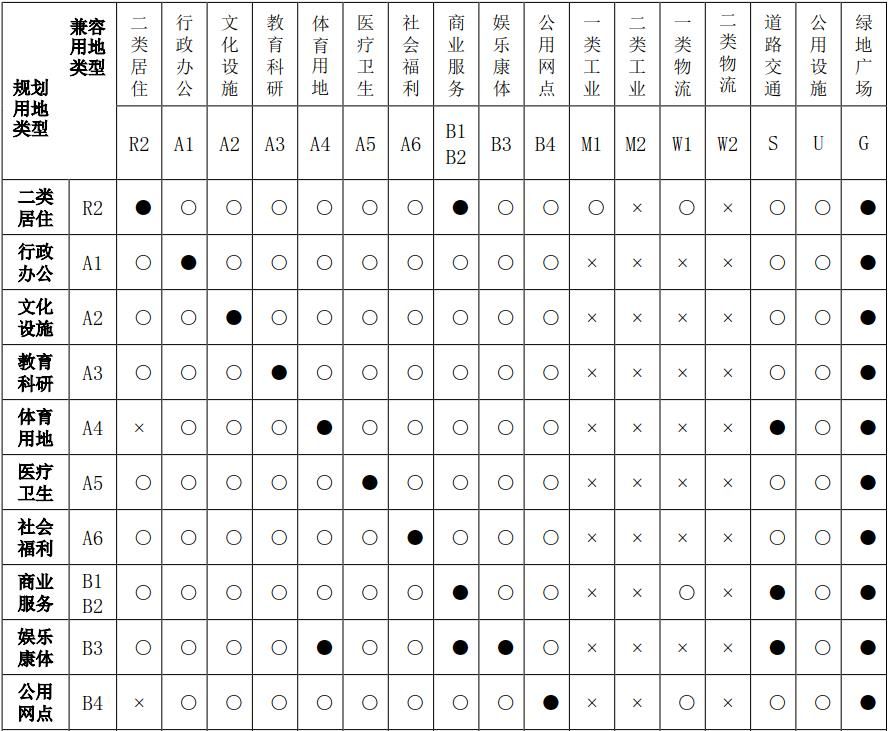 兼容用地类型 二类居住 行政办公 文化设施 教育科研 体育用地 医疗卫生 社会福利 商业服务 娱乐康体 公用网点 一类工业 二类工业 一类物流 二类物流 道路交通 公用设施 绿地广场
规划用地类型 R2 A1 A2 A3 A4 A5 A6 B1 B2 B3 B4 M1 M2 W1 W2 S U G
二类居住 R2 ● ○ ○ ○ ○ ○ ○ ● ○ ○ ○ × ○ × ○ ○ ●
行政办公 A1 ○ ● ○ ○ ○ ○ ○ ○ ○ ○ × × × × ○ ○ ●
文化设施 A2 ○ ○ ● ○ ○ ○ ○ ○ ○ ○ × × × × ○ ○ ●
教育科研 A3 ○ ○ ○ ● ○ ○ ○ ○ ○ ○ × × × × ○ ○ ●
体育用地 A4 × ○ ○ ○ ● ○ ○ ○ ○ ○ × × × × ● ○ ●
医疗卫生 A5 ○ ○ ○ ○ ○ ● ○ ○ ○ ○ × × × × ○ ○ ●
社会福利 A6 ○ ○ ○ ○ ○ ○ ● ○ ○ ○ × × × × ○ ○ ●
商业服务 B1 B2 ○ ○ ○ ○ ○ ○ ○ ● ○ ○ × × ○ × ● ○ ●
娱乐康体 B3 ○ ○ ○ ○ ● ○ ○ ● ● ○ × × × × ● ○ ●
公用网点 B4 × ○ ○ ○ ○ ○ ○ ○ ○ ● × × ○ × ○ ○ ●